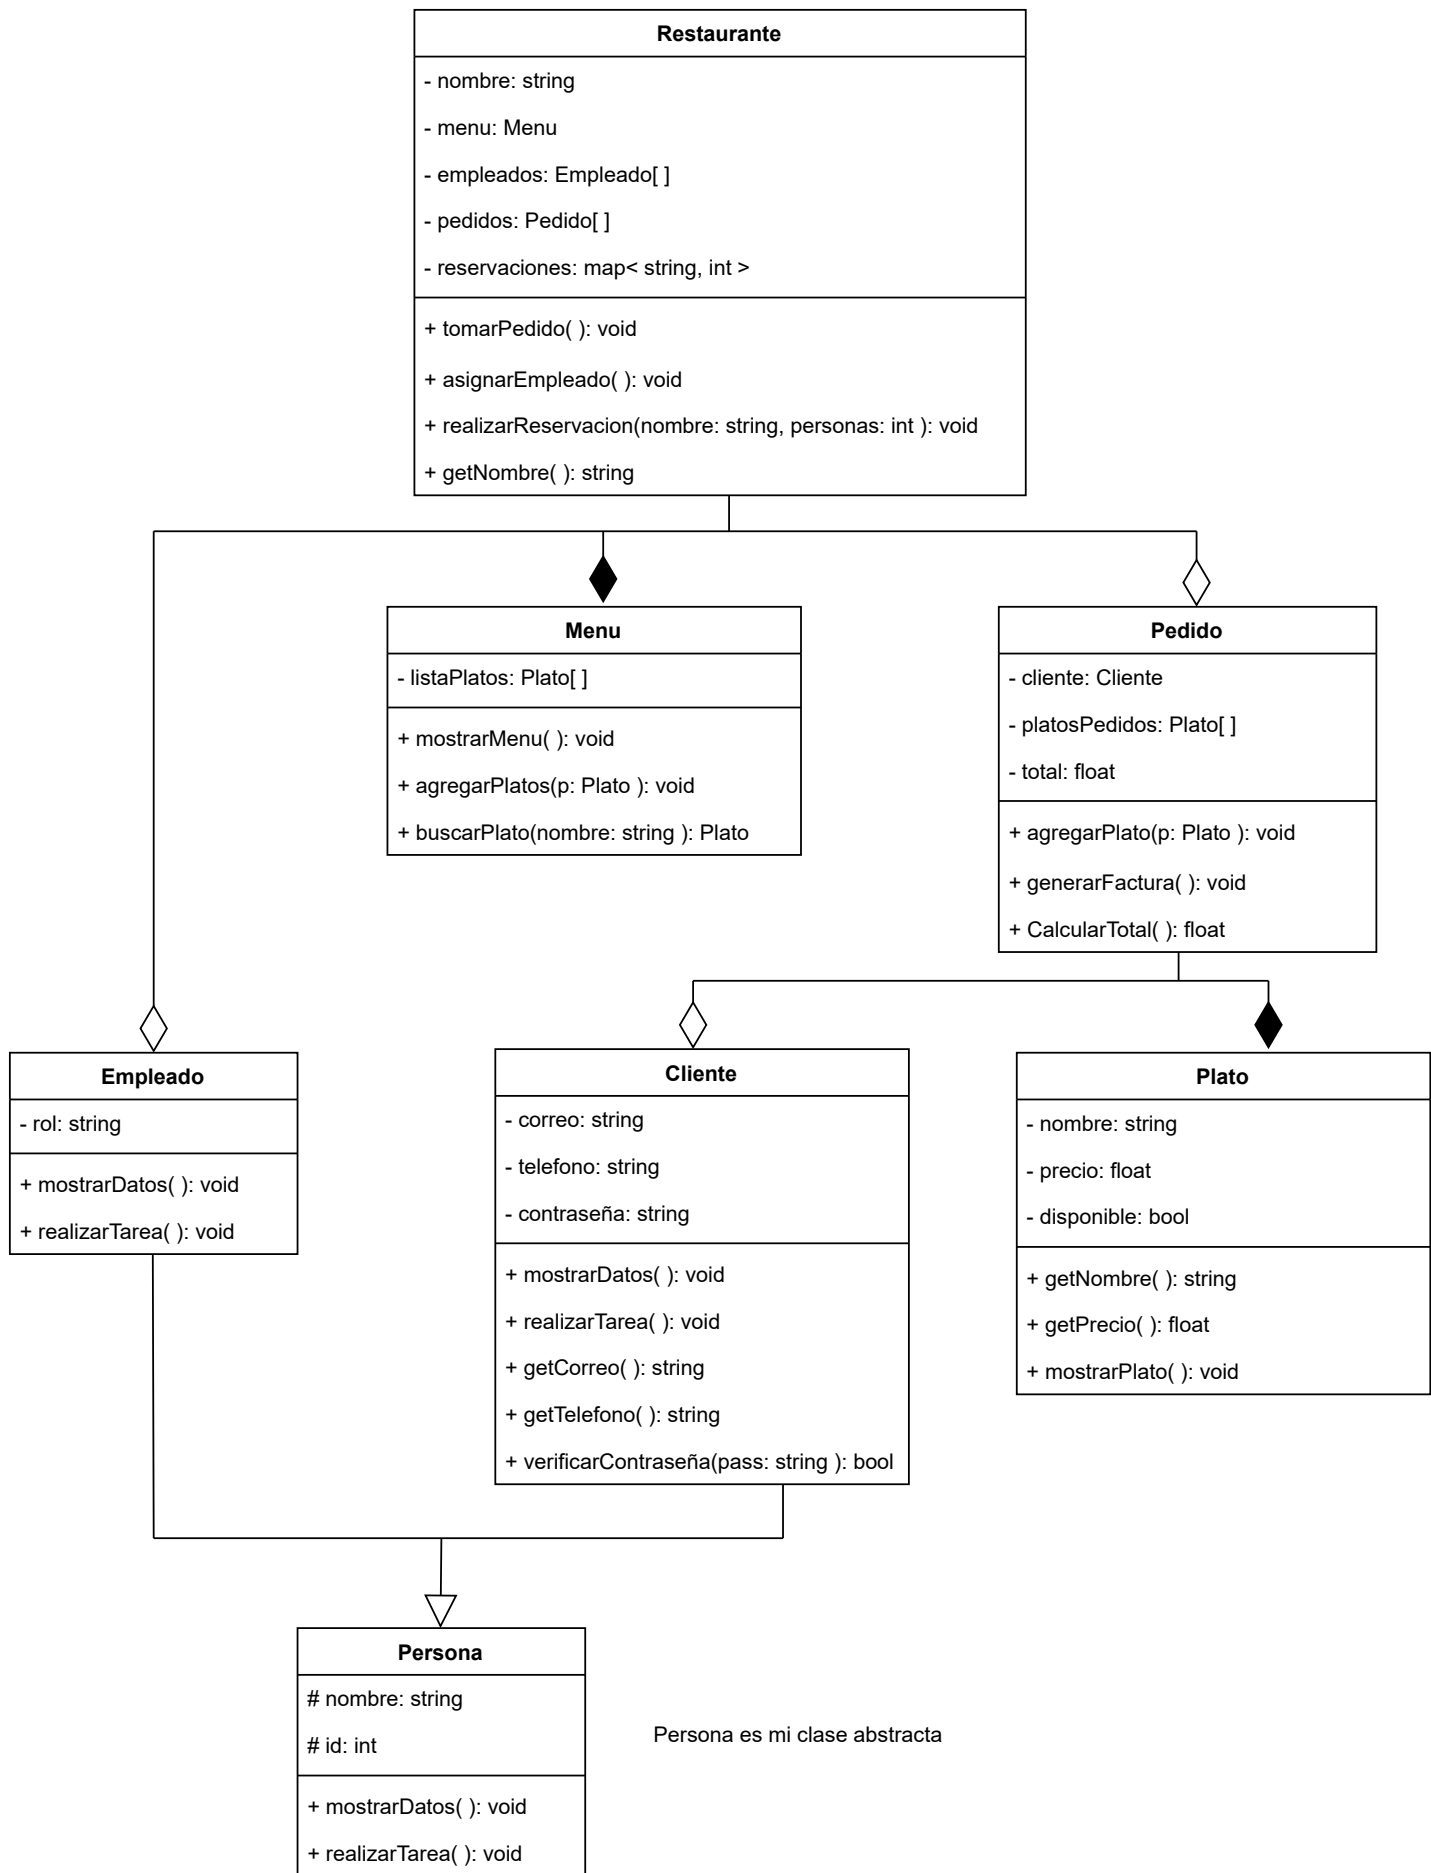 Restaurante
- nombre: string
- menu: Menu
- empleados: Empleado[ ]
- pedidos: Pedido[ ]
- reservaciones: map< string, int >
+ tomarPedido( ): void
+ asignarEmpleado( ): void
+ realizarReservacion(nombre: string, personas: int ): void
+ getNombre( ): string
Menu
- listaPlatos: Plato[ ]
+ mostrarMenu( ): void
+ agregarPlatos(p: Plato ): void
+ buscarPlato(nombre: string ): Plato
Pedido
- cliente: Cliente
- platosPedidos: Plato[ ]
- total: float
+ agregarPlato(p: Plato ): void
+ generarFactura( ): void
+ CalcularTotal( ): float
Empleado
- rol: string
+ mostrarDatos( ): void
+ realizarTarea( ): void
Cliente
- correo: string
- telefono: string
- contraseña: string
+ mostrarDatos( ): void
+ realizarTarea( ): void
+ getCorreo( ): string
+ getTelefono( ): string
+ verificarContraseña(pass: string ): bool
Plato
- nombre: string
- precio: float
- disponible: bool
+ getNombre( ): string
+ getPrecio( ): float
+ mostrarPlato( ): void
Persona
# nombre: string
# id: int
+ mostrarDatos( ): void
+ realizarTarea( ): void
Persona es mi clase abstracta